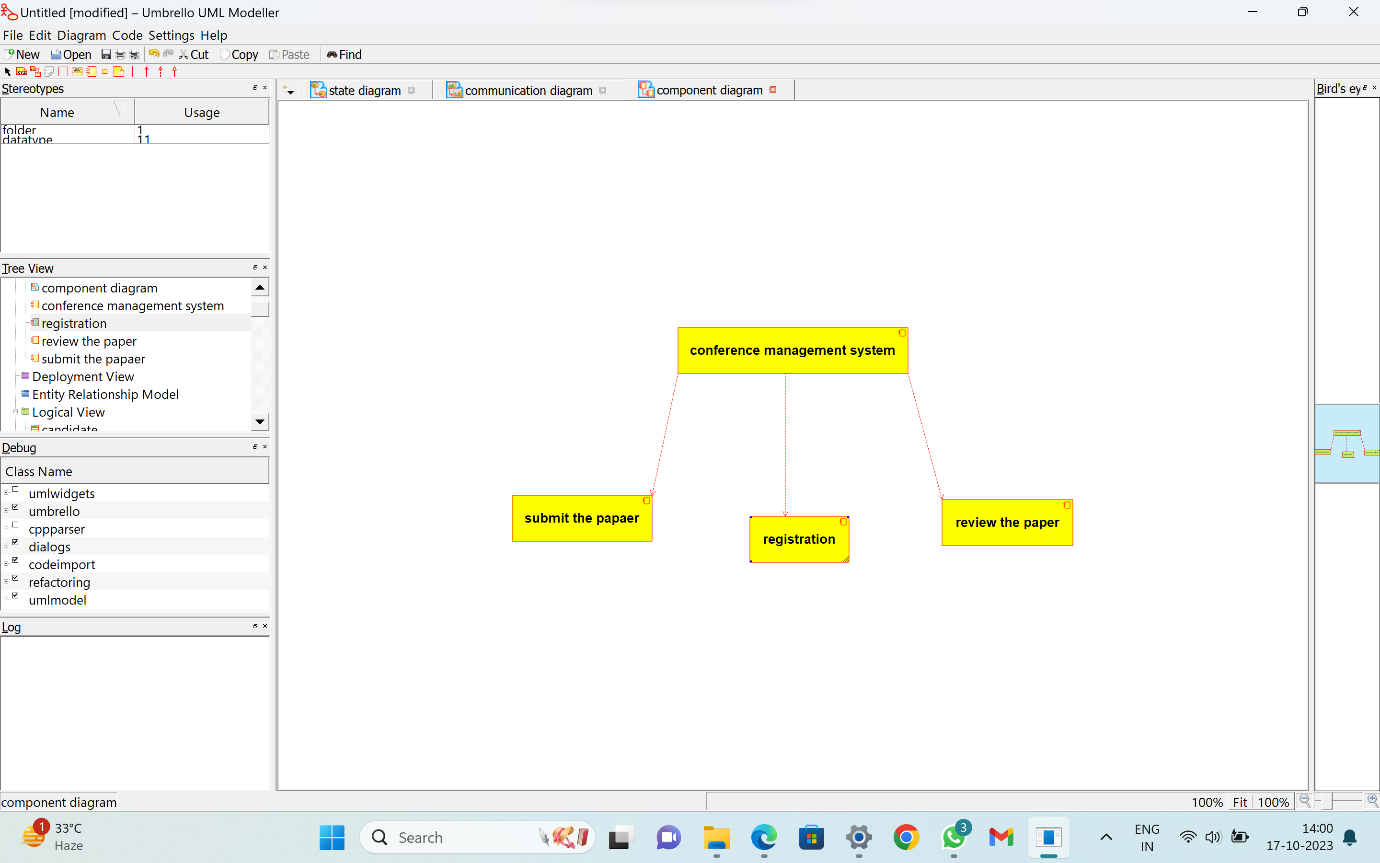 Untitled [modified] – Umbrello UML Modeller
File Edit Diagram Code Settings Help
New Open Cut Copy Paste Find
Stereotypes
Name Usage
folder 1
datatype 11
Tree View
component diagram
conference management system
registration
review the paper
submit the papaer
Deployment View
Entity Relationship Model
Logical View
candidate
Debug
Class Name
umlwidgets
umbrello
cppparser
dialogs
codeimport
refactoring
umlmodel
Log
state diagram communication diagram component diagram
conference management system
submit the papaer
registration
review the paper
Bird's ey
component diagram
100% Fit 100%
1
33°C
Haze
Search
3
ENG
IN
14:00
17-10-2023